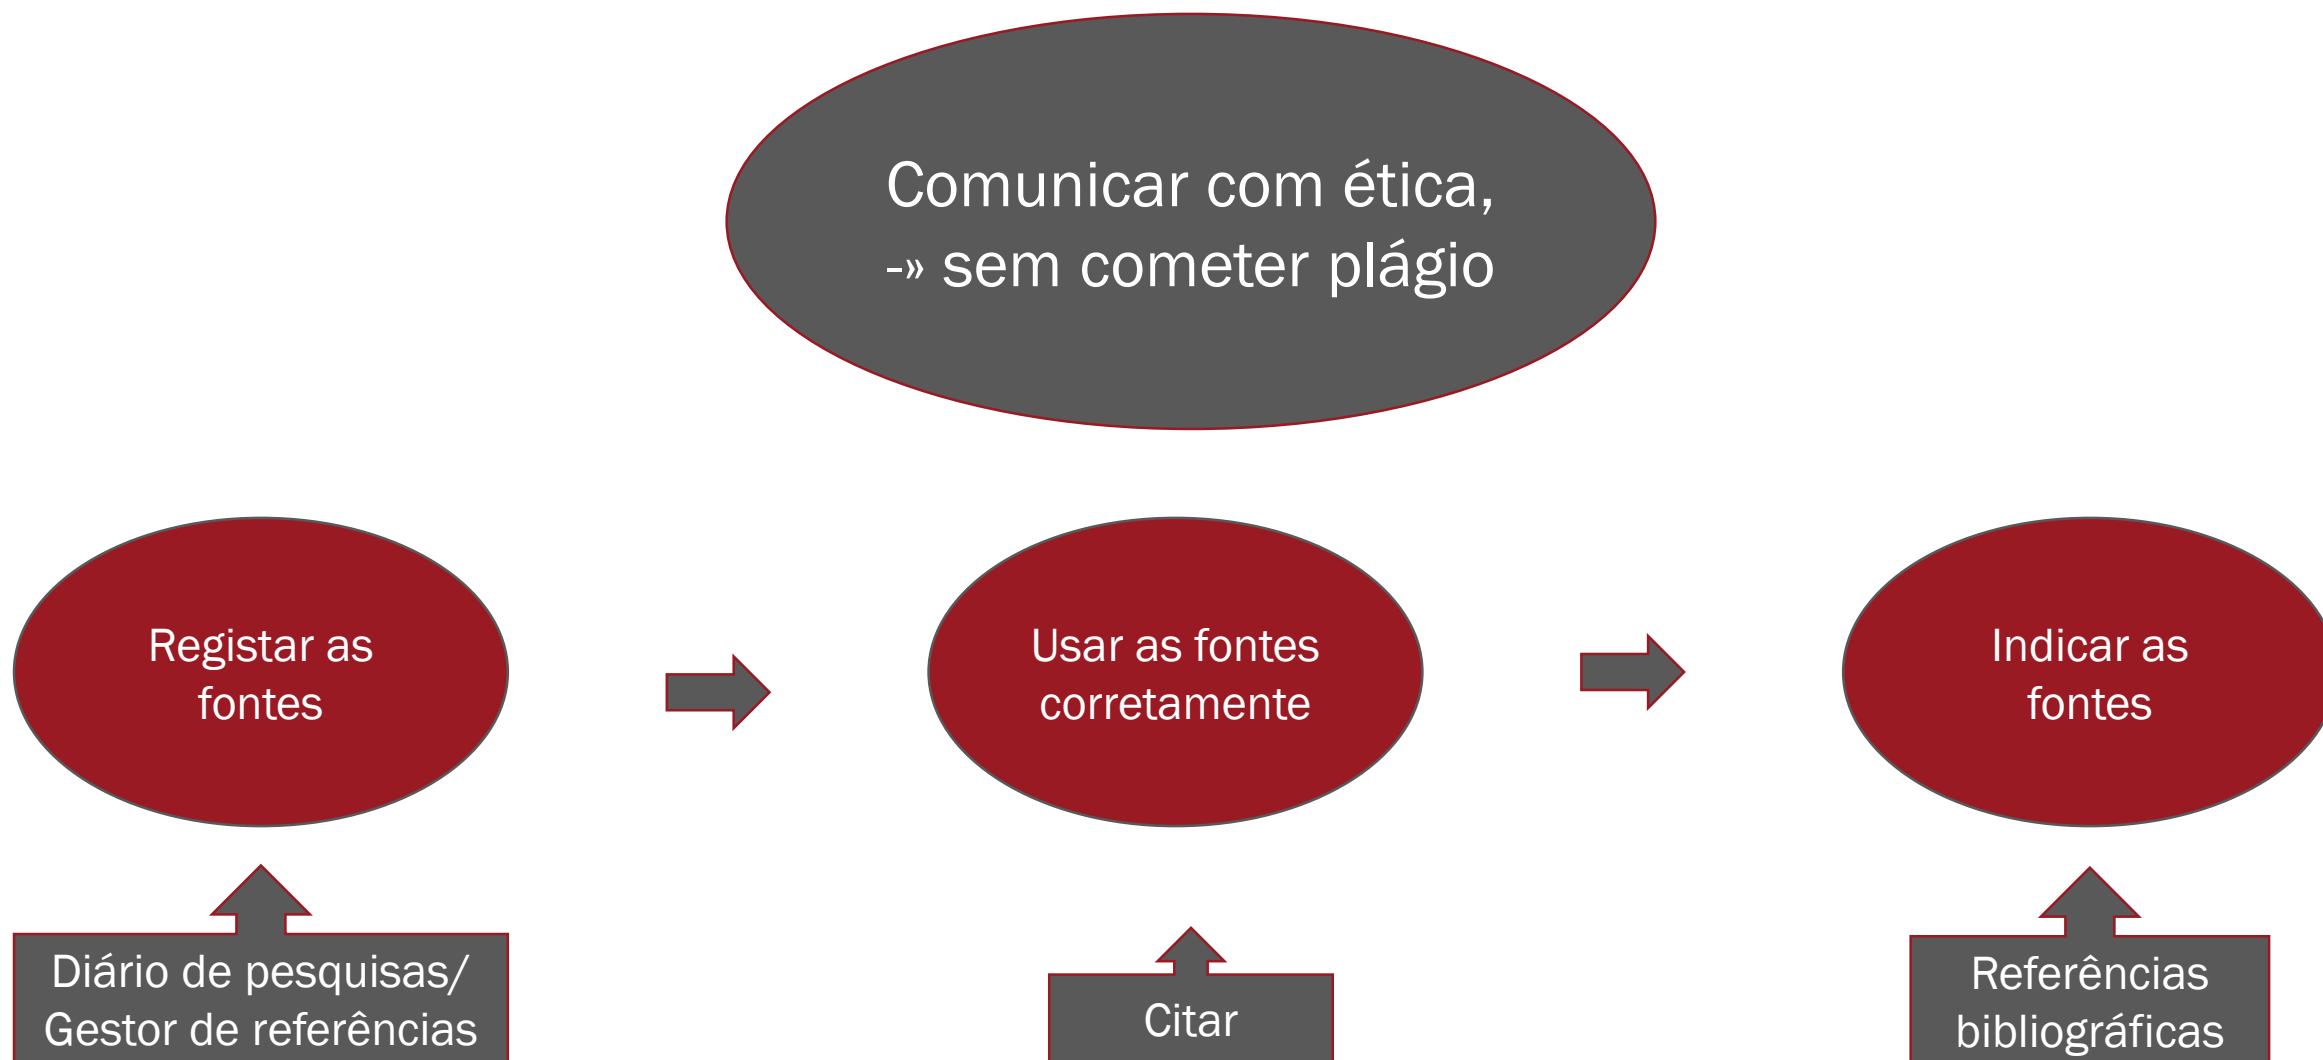 Comunicar com ética,
-» sem cometer plágio
Registar as
fontes
Usar as fontes
corretamente
Indicar as
fontes
Diário de pesquisas/
Gestor de referências
Citar
Referências
bibliográficas